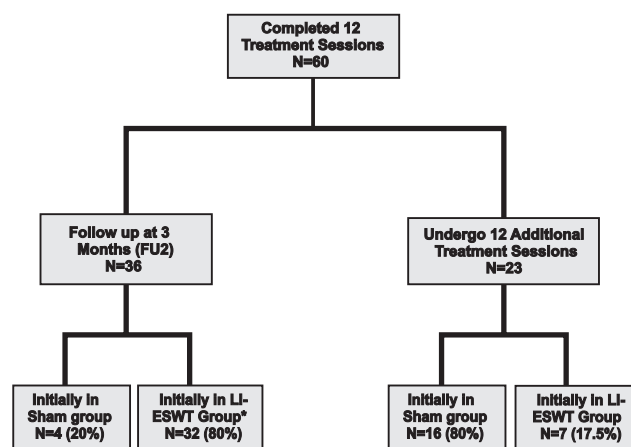 Completed 12
Treatment Sessions
N=60
Follow up at 3
Months (FU2)
N=36
Undergo 12 Additional
Treatment Sessions
N=23
Initially in
Sham group
N=4 (20%)
Initially in LI-
ESWT Group*
N=32 (80%)
Initially in
Sham group
N=16 (80%)
Initially in LI-
ESWT Group
N=7 (17.5%)